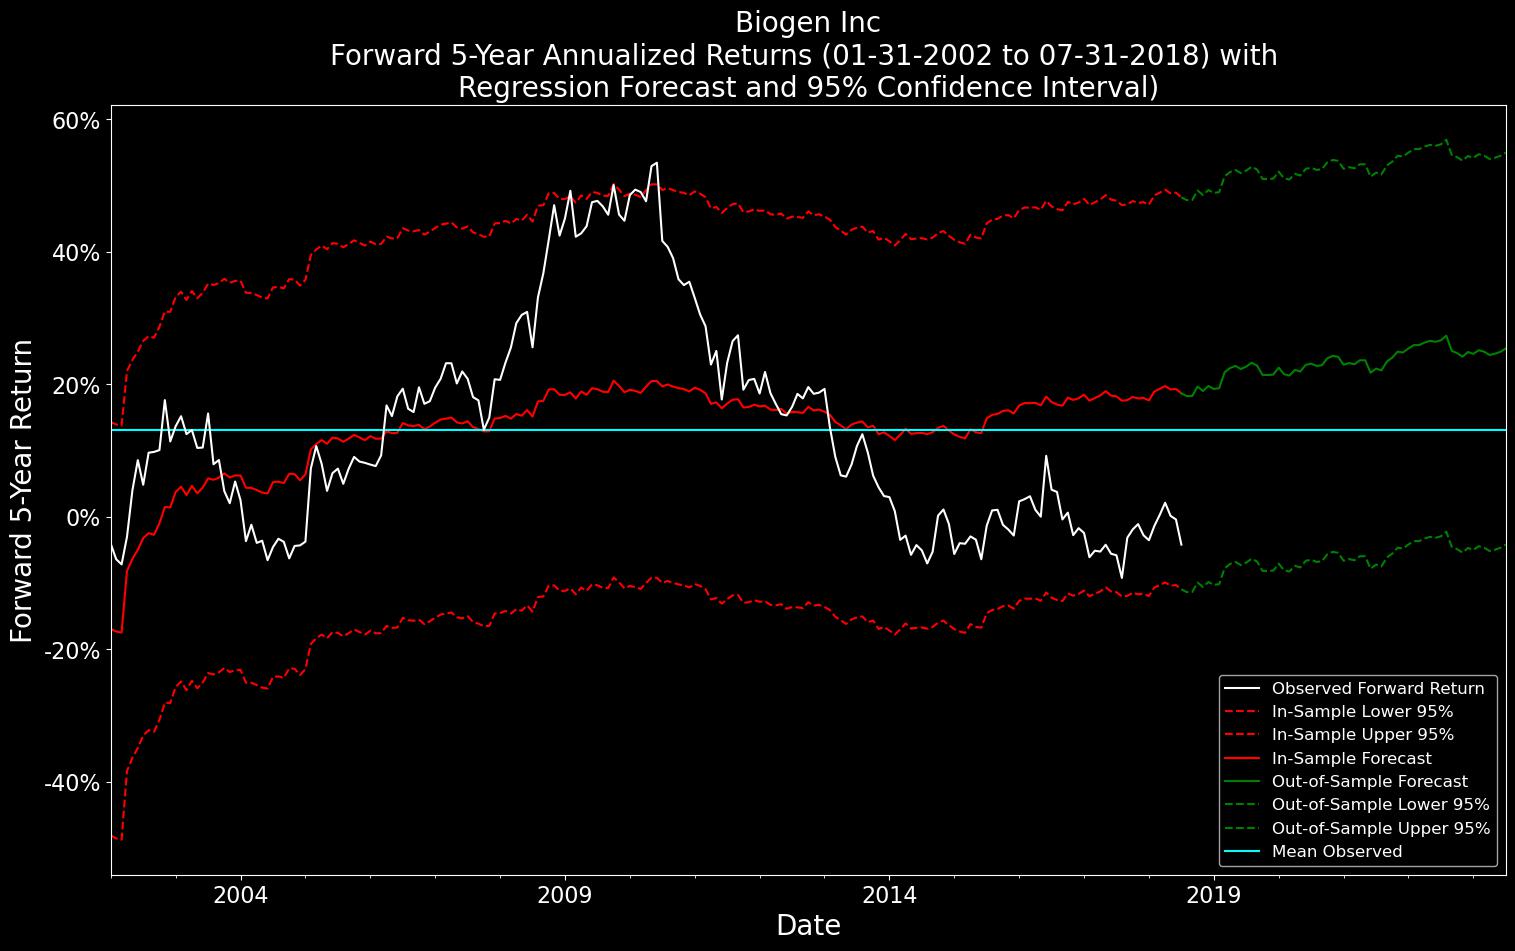 Biogen Inc
Forward 5-Year Annualized Returns (01-31-2002 to 07-31-2018) with
Regression Forecast and 95% Confidence Interval)
Forward 5-Year Return
60%
40%
20%
0%
-20%
-40%
2004
2009
2014
2019
Date
Observed Forward Return
In-Sample Lower 95%
In-Sample Upper 95%
In-Sample Forecast
Out-of-Sample Forecast
Out-of-Sample Lower 95%
Out-of-Sample Upper 95%
Mean Observed